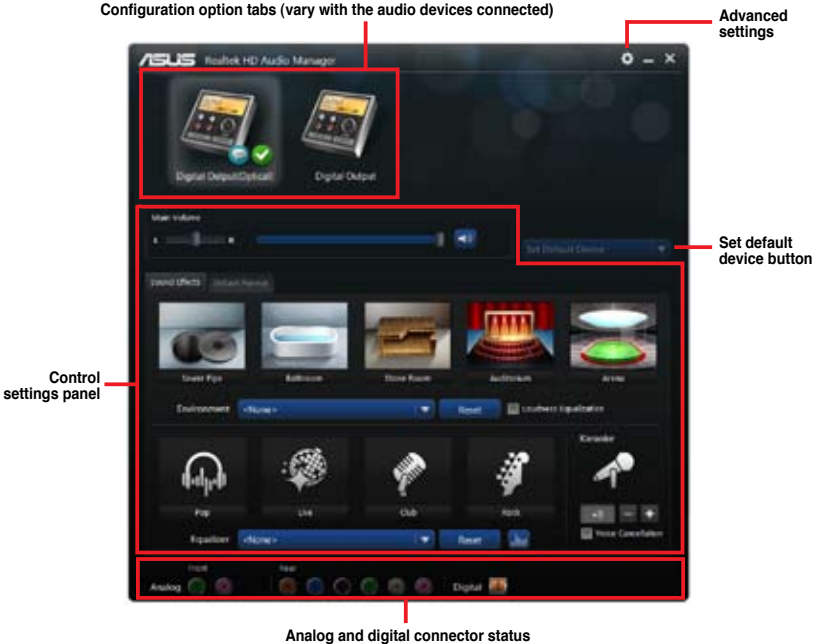 Configuration option tabs (vary with the audio devices connected)
Advanced
settings
ASUS Realtek HD Audio Manager
Digital Output(Optical)
Digital Output
Main Volume
L
R
Set Default Device
Set default
device button
Sound Effects
Default Format
Control
settings panel
Sewer Pipe
Bathroom
Stone Room
Auditorium
Arena
Environment
<None>
Reset
Loudness Equalization
Karaoke
Pop
Live
Club
Rock
Equalizer
<None>
Reset
Voice Cancellation
Front
Rear
Analog
Digital
Analog and digital connector status